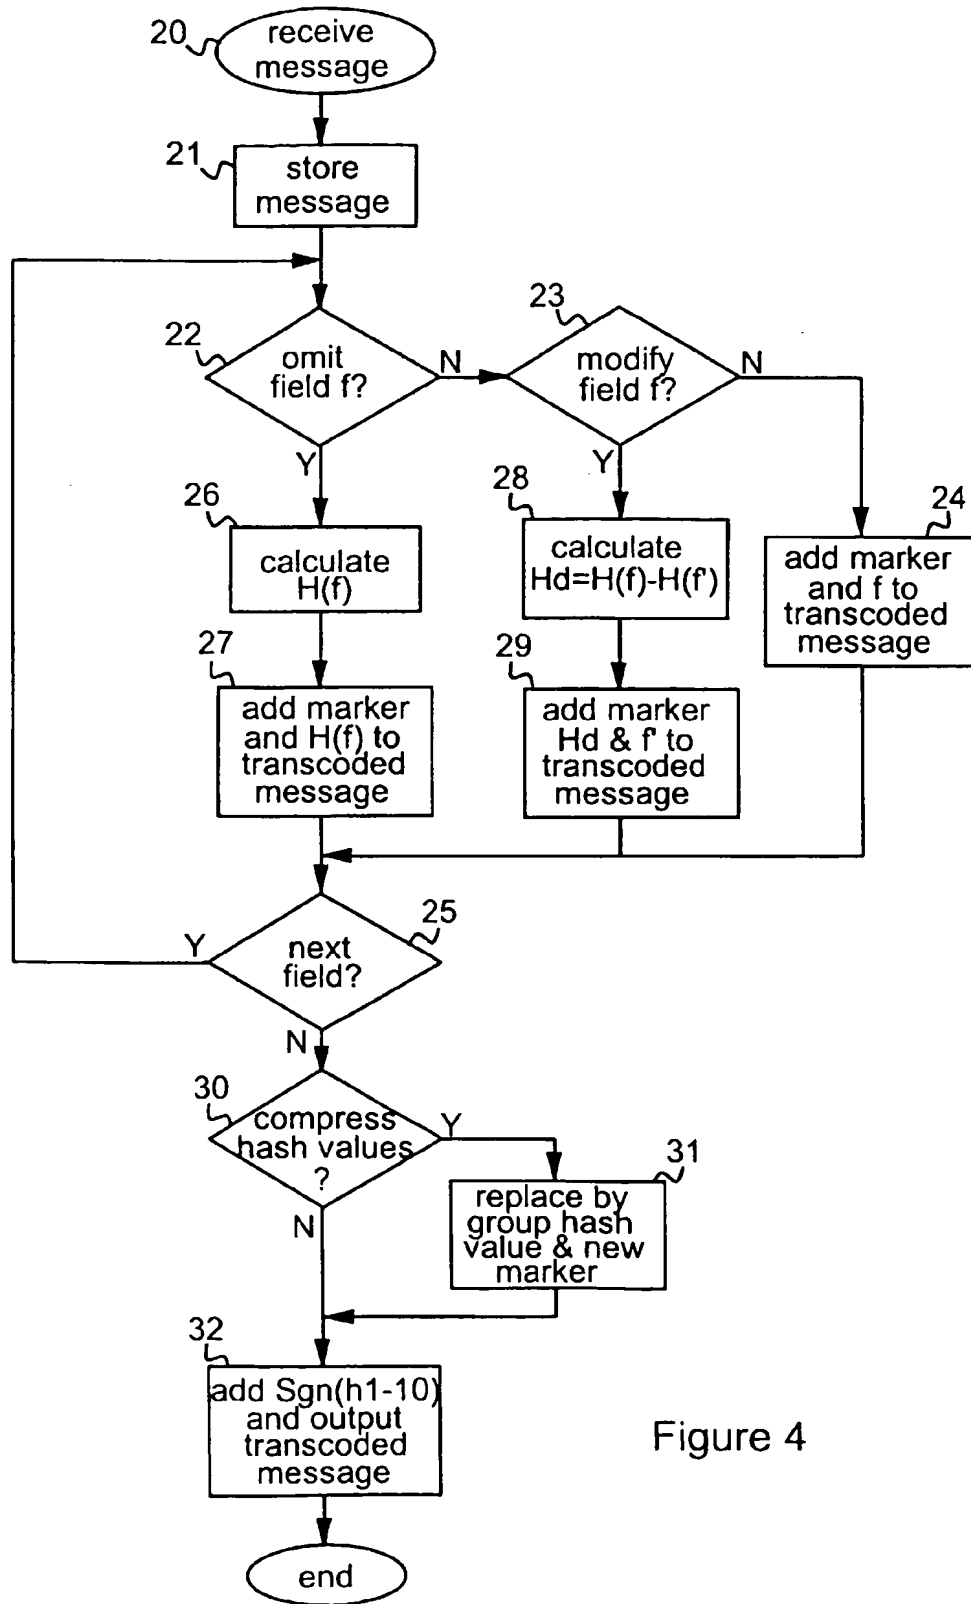 20
receive
message
21
store
message
22
omit
field f?
N
Y
23
modify
field f?
N
Y
26
calculate
H(f)
28
calculate
Hd=H(f)-H(f')
24
add marker
and f to
transcoded
message
27
add marker
and H(f) to
transcoded
message
29
add marker
Hd & f' to
transcoded
message
25
next
field?
Y
N
30
compress
hash values
?
Y
N
31
replace by
group hash
value & new
marker
32
add Sgn(h1-10)
and output
transcoded
message
Figure 4
end